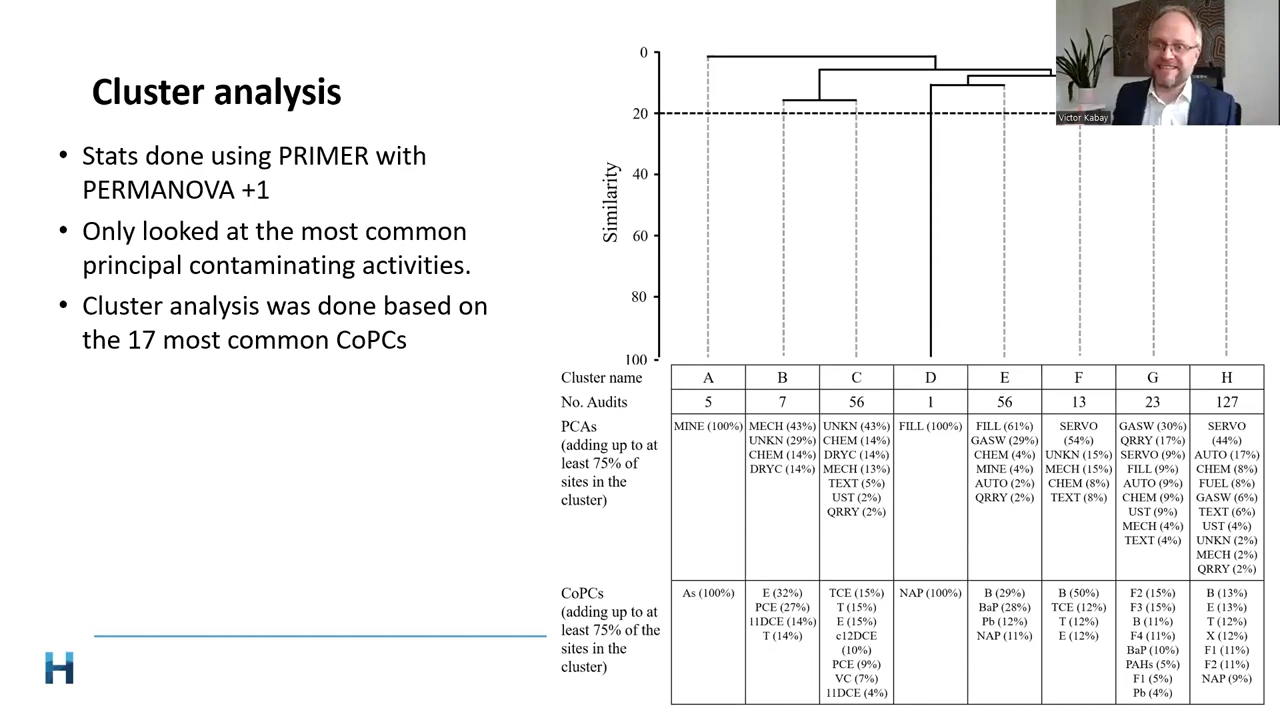 Cluster analysis
• Stats done using PRIMER with
PERMANOVA +1
• Only looked at the most common
principal contaminating activities.
• Cluster analysis was done based on
the 17 most common CoPCs
H
Similarity
0
20
40
60
80
100
Victor Kabay
Cluster name A B C D E F G H
No. Audits 5 7 56 1 56 13 23 127
PCAs
(adding up to at
least 75% of
sites in the
cluster)
MINE (100%)
MECH (43%)
UNKN (29%)
CHEM (14%)
DRYC (14%)
UNKN (43%)
CHEM (14%)
DRYC (14%)
MECH (13%)
TEXT (5%)
UST (2%)
QRRY (2%)
FILL (100%)
FILL (61%)
GASW (29%)
CHEM (4%)
MINE (4%)
AUTO (2%)
QRRY (2%)
SERVO
(54%)
UNKN (15%)
MECH (15%)
CHEM (8%)
TEXT (8%)
GASW (30%)
QRRY (17%)
SERVO (9%)
FILL (9%)
AUTO (9%)
CHEM (9%)
UST (9%)
MECH (4%)
TEXT (4%)
SERVO
(44%)
AUTO (17%)
CHEM (8%)
FUEL (8%)
GASW (6%)
TEXT (6%)
UST (4%)
UNKN (2%)
MECH (2%)
QRRY (2%)
CoPCs
(adding up to at
least 75% of the
sites in the
cluster)
As (100%)
E (32%)
PCE (27%)
11DCE (14%)
T (14%)
TCE (15%)
T (15%)
E (15%)
c12DCE
(10%)
PCE (9%)
VC (7%)
11DCE (4%)
NAP (100%)
B (29%)
BaP (28%)
Pb (12%)
NAP (11%)
B (50%)
TCE (12%)
T (12%)
E (12%)
F2 (15%)
F3 (15%)
B (11%)
F4 (11%)
BaP (10%)
PAHs (5%)
F1 (5%)
Pb (4%)
B (13%)
E (13%)
T (12%)
X (12%)
F1 (11%)
F2 (11%)
NAP (9%)